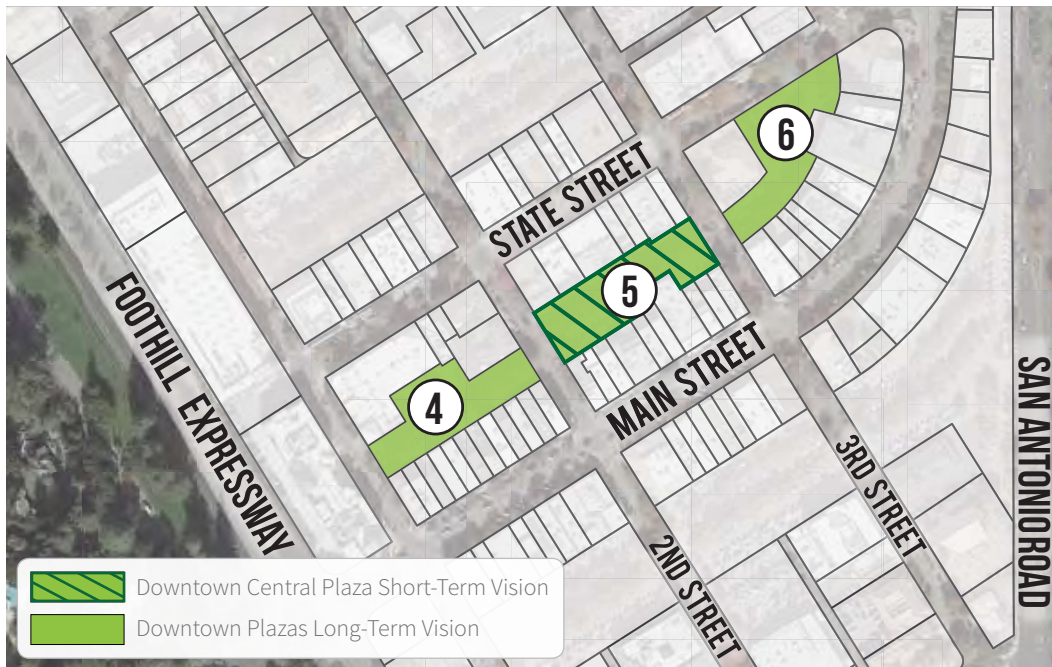 6
STATE STREET
5
FOOTHILL EXPRESSWAY
MAIN STREET
4
SAN ANTONIO ROAD
3RD STREET
2ND STREET
Downtown Central Plaza Short-Term Vision
Downtown Plazas Long-Term Vision